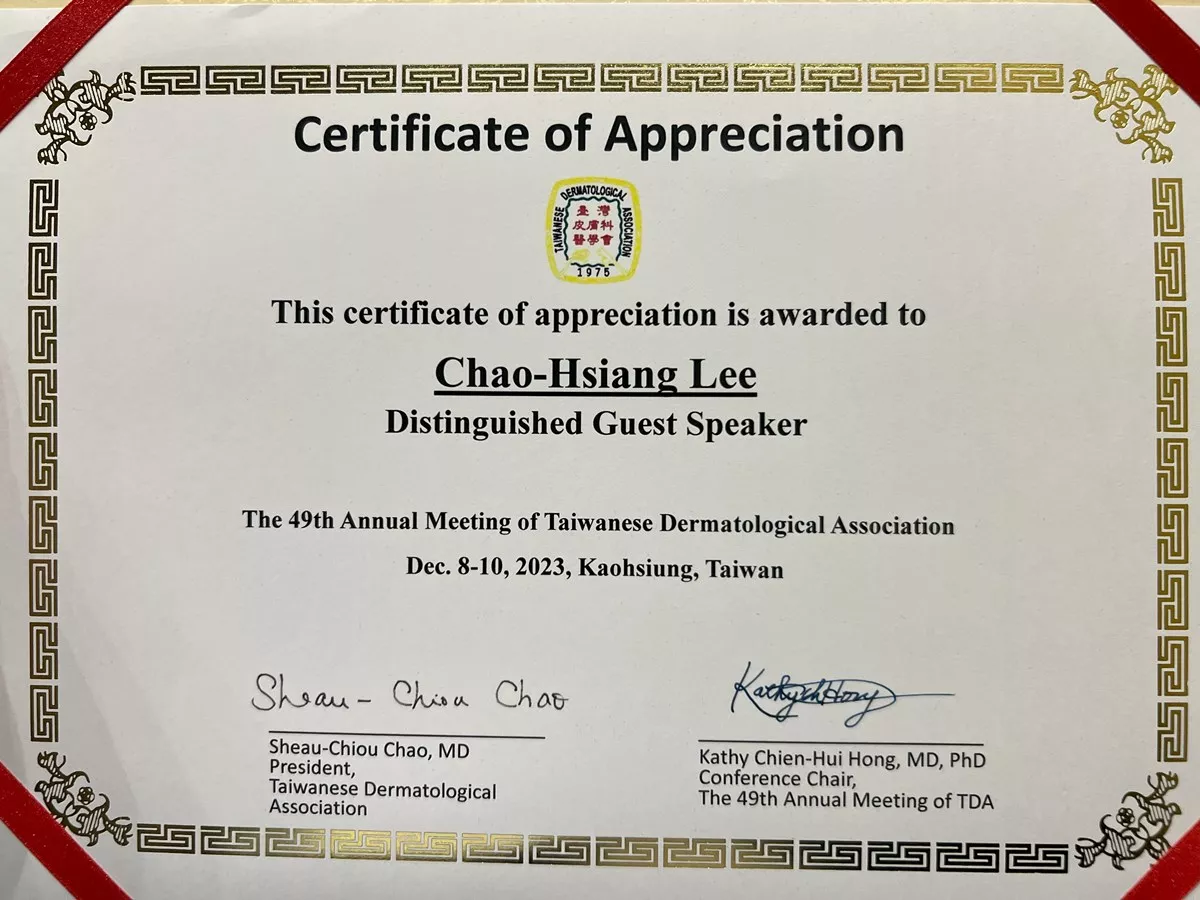 Certificate of Appreciation
TAIWANESE DERMATOLOGICAL ASSOCIATION
臺灣
皮膚科
醫學會
1975
This certificate of appreciation is awarded to
Chao-Hsiang Lee
Distinguished Guest Speaker
The 49th Annual Meeting of Taiwanese Dermatological Association
Dec. 8-10, 2023, Kaohsiung, Taiwan
Sheau-Chiou Chao
Sheau-Chiou Chao, MD
President,
Taiwanese Dermatological
Association
Kathy Hong
Kathy Chien-Hui Hong, MD, PhD
Conference Chair,
The 49th Annual Meeting of TDA